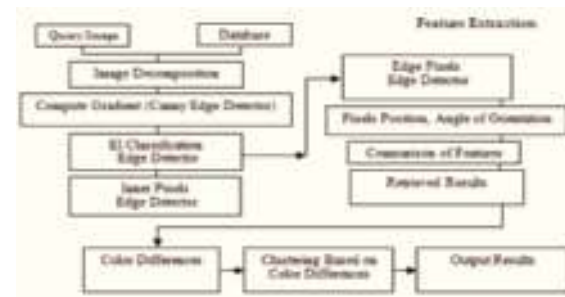 Feature Extraction
Query Image
Database
Image Decomposition
Compute Gradient (Canny Edge Detector)
Classification
Edge Detector
Inner Pixels
Edge Detector
Edge Pixels
Edge Detector
Pixels Position, Angle of Orientation
Comparison of Features
Retrieved Results
Color Differences
Clustering Based on
Color Differences
Output Results